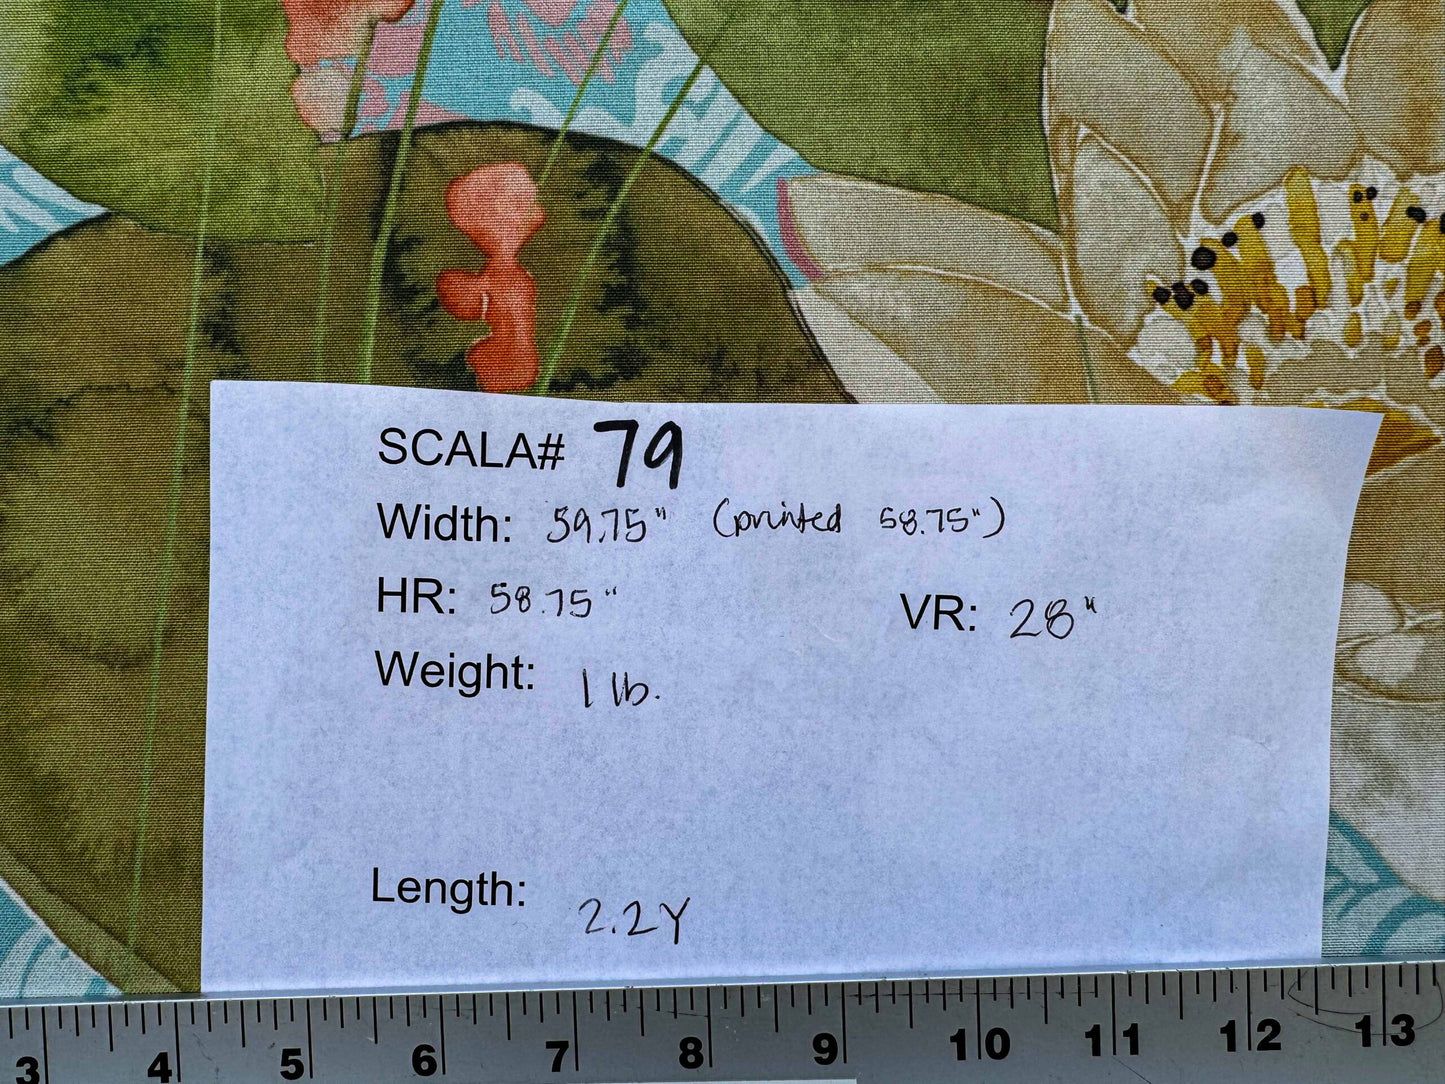 SCALA# 79
Width: 59.75" (printed 58.75")
HR: 58.75" VR: 28"
Weight: 1 lb.
Length: 2.2Y
3 4 5 6 7 8 9 10 11 12 13